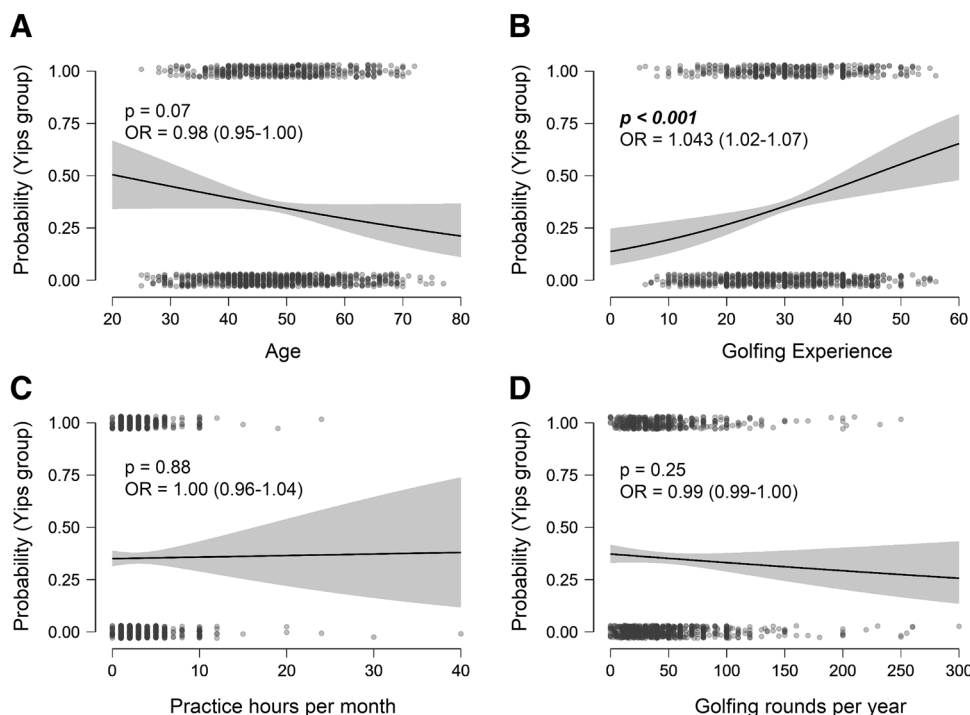 A
Probability (Yips group)
1.00
0.75
0.50
0.25
0.00
p = 0.07
OR = 0.98 (0.95-1.00)
20 30 40 50 60 70 80
Age
B
Probability (Yips group)
1.00
0.75
0.50
0.25
0.00
p < 0.001
OR = 1.043 (1.02-1.07)
0 10 20 30 40 50 60
Golfing Experience
C
Probability (Yips group)
1.00
0.75
0.50
0.25
0.00
p = 0.88
OR = 1.00 (0.96-1.04)
0 10 20 30 40
Practice hours per month
D
Probability (Yips group)
1.00
0.75
0.50
0.25
0.00
p = 0.25
OR = 0.99 (0.99-1.00)
0 50 100 150 200 250 300
Golfing rounds per year